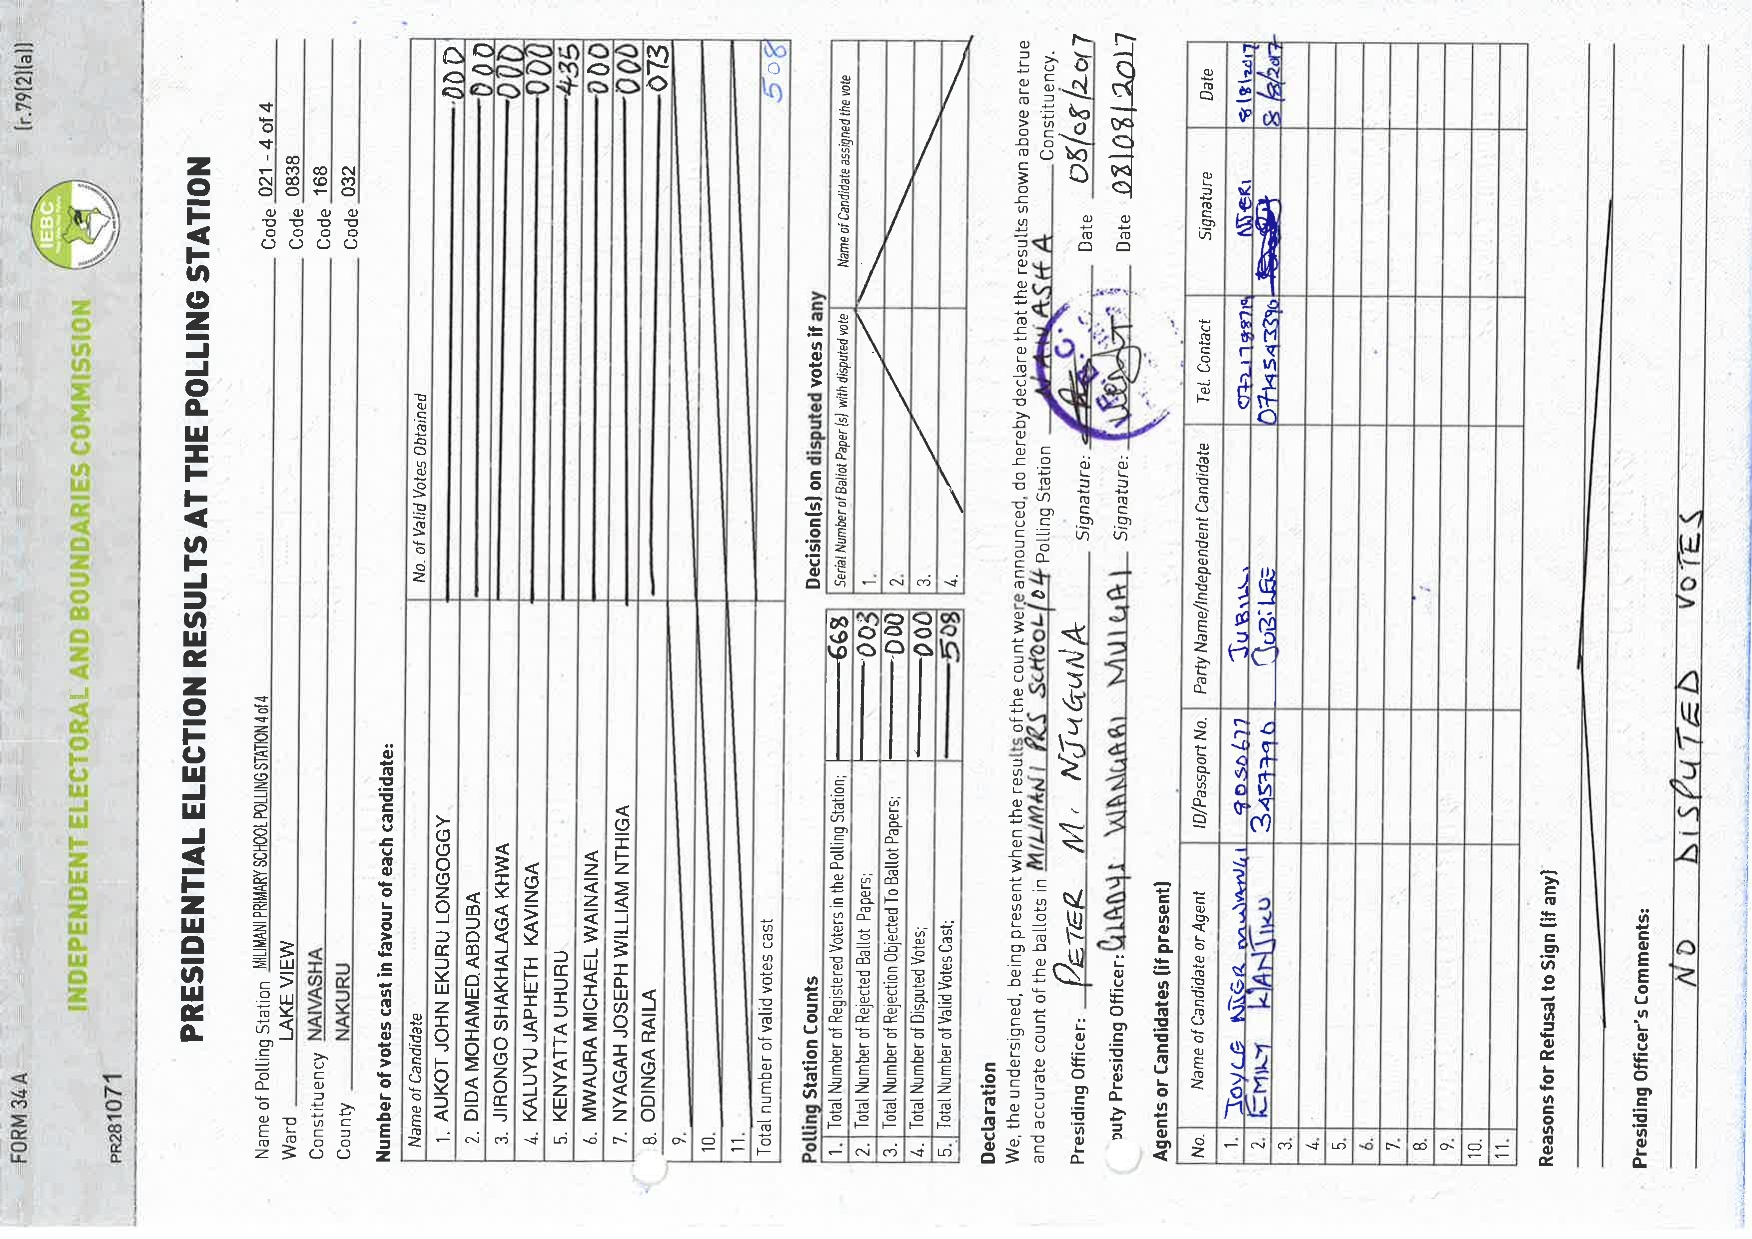 FORM 34 A
(r.79(2)(a))
IEBC
INDEPENDENT ELECTORAL AND BOUNDARIES COMMISSION
PR281071
PRESIDENTIAL ELECTION RESULTS AT THE POLLING STATION
Name of Polling Station MILIMANI PRIMARY SCHOOL POLLING STATION 4 of 4 Code 021 - 4 of 4
Ward LAKE VIEW Code 0838
Constituency NAIVASHA Code 168
County NAKURU Code 032
Number of votes cast in favour of each candidate:
Name of Candidate No. of Valid Votes Obtained
1. AUKOT JOHN EKURU LONGOGGY 000
2. DIDA MOHAMED. ABDUBA 000
3. JIRONGO SHAKHALAGA KHWA 000
4. KALUYU JAPHETH KAVINGA 000
5. KENYATTA UHURU 435
6. MWAURA MICHAEL WAINAINA 000
7. NYAGAH JOSEPH WILLIAM NTHIGA 000
8. ODINGA RAILA 073
9.
10.
11.
Total number of valid votes cast 508
Polling Station Counts
1. Total Number of Registered Voters in the Polling Station; 668
2. Total Number of Rejected Ballot Papers; 003
3. Total Number of Rejection Objected To Ballot Papers; 000
4. Total Number of Disputed Votes; 000
5. Total Number of Valid Votes Cast; 508
Decision(s) on disputed votes if any
Serial Number of Ballot Paper (s) with disputed vote Name of Candidate assigned the vote
1.
2.
3.
4.
Declaration
We, the undersigned, being present when the results of the count were announced, do hereby declare that the results shown above are true
and accurate count of the ballots in MILIMANI PRS SCHOOL/04 Polling Station NAIVASHA Constituency.
Presiding Officer: PETER M. NJUGUNA Signature: Date 08/08/2017
puty Presiding Officer: GLADYS WANGARI MUIGAI Signature: Date 08/08/2017
Agents or Candidates (if present)
No. Name of Candidate or Agent ID/Passport No. Party Name/Independent Candidate Tel. Contact Signature Date
1. JOYCE 9050677 JUBILI 0721788719 NJERI 8/8/2017
2. EMILY 3457790 JUBILEE 0714543390 8/8/2017
3.
4.
5.
6.
7.
8.
9.
10.
11.
Reasons for Refusal to Sign (if any)
Presiding Officer's Comments:
NO DISPUTED VOTES